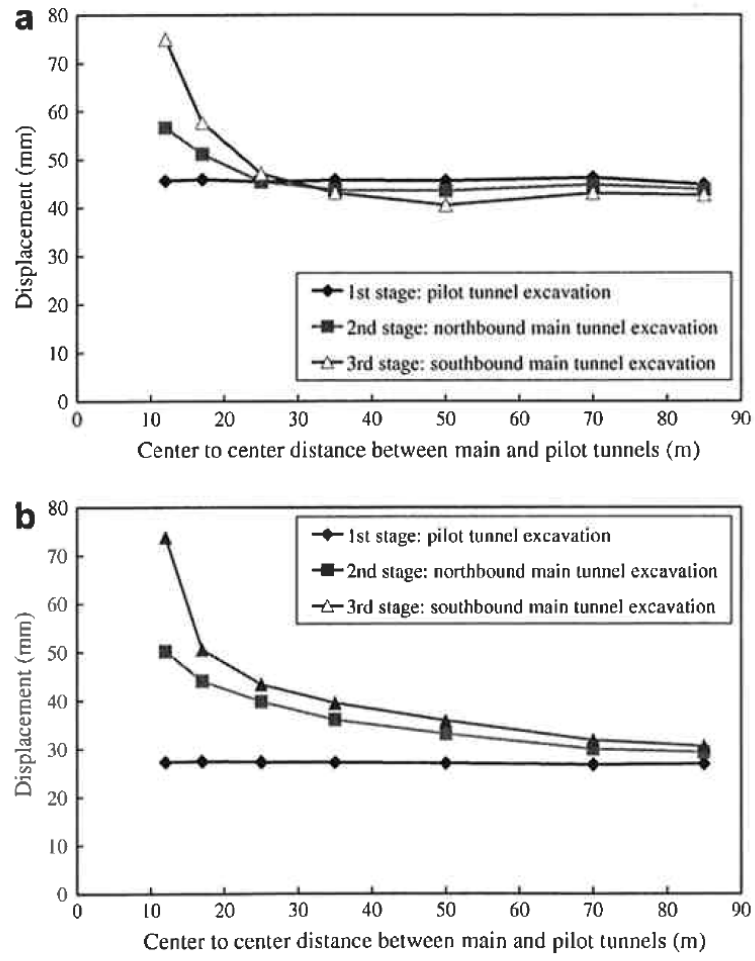 a
80
70
60
50
40
30
20
10
0
Displacement (mm)
1st stage: pilot tunnel excavation
2nd stage: northbound main tunnel excavation
3rd stage: southbound main tunnel excavation
0 10 20 30 40 50 60 70 80 90
Center to center distance between main and pilot tunnels (m)
b
80
70
60
50
40
30
20
10
0
Displacement (mm)
1st stage: pilot tunnel excavation
2nd stage: northbound main tunnel excavation
3rd stage: southbound main tunnel excavation
0 10 20 30 40 50 60 70 80 90
Center to center distance between main and pilot tunnels (m)